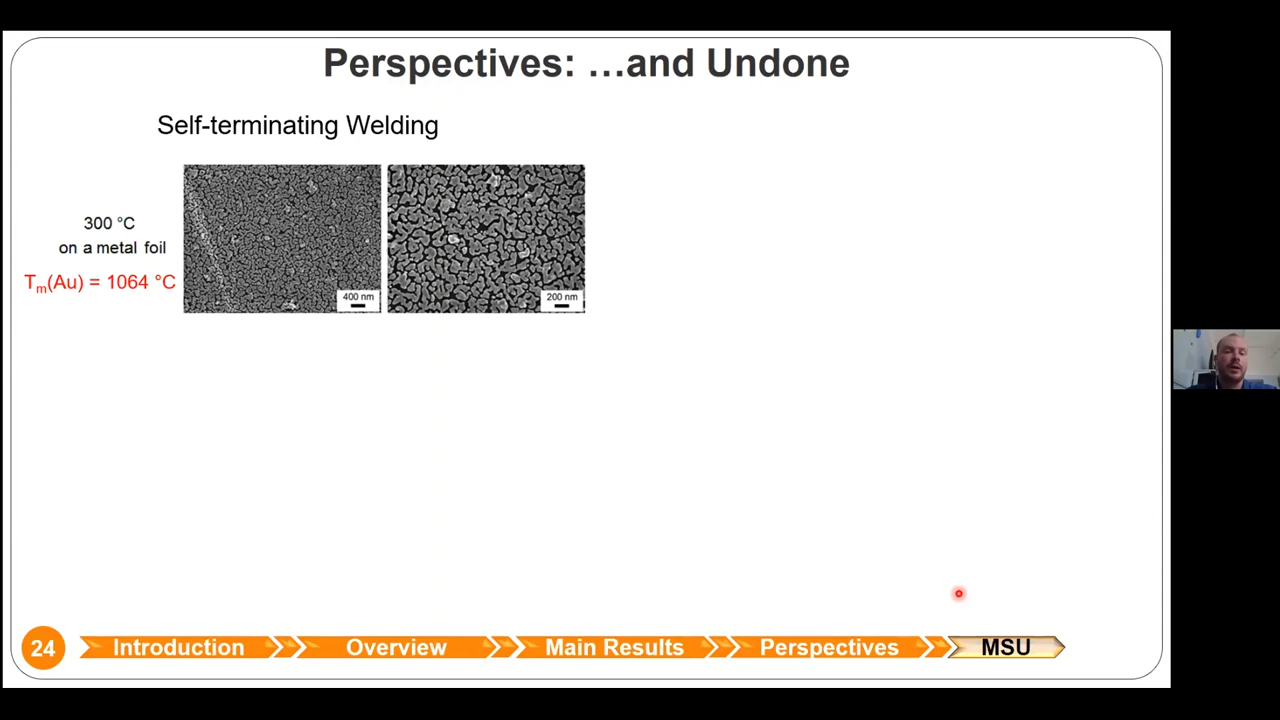 Perspectives: …and Undone
Self-terminating Welding
300 °C
on a metal foil
Tm(Au) = 1064 °C
400 nm
200 nm
24
Introduction
Overview
Main Results
Perspectives
MSU